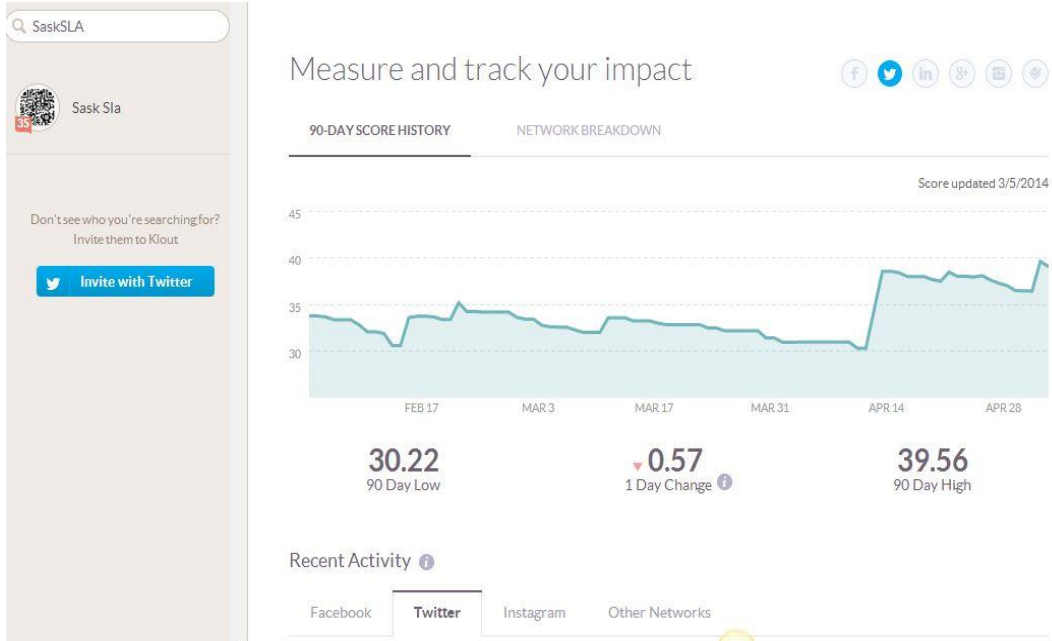 SaskSLA
Sask Sla
35
Don't see who you're searching for?
Invite them to Klout
Invite with Twitter
Measure and track your impact
f in g+
90-DAY SCORE HISTORY NETWORK BREAKDOWN
Score updated 3/5/2014
45
40
35
30
FEB 17 MAR 3 MAR 17 MAR 31 APR 14 APR 28
30.22 0.57 39.56
90 Day Low 1 Day Change i 90 Day High
Recent Activity i
Facebook Twitter Instagram Other Networks